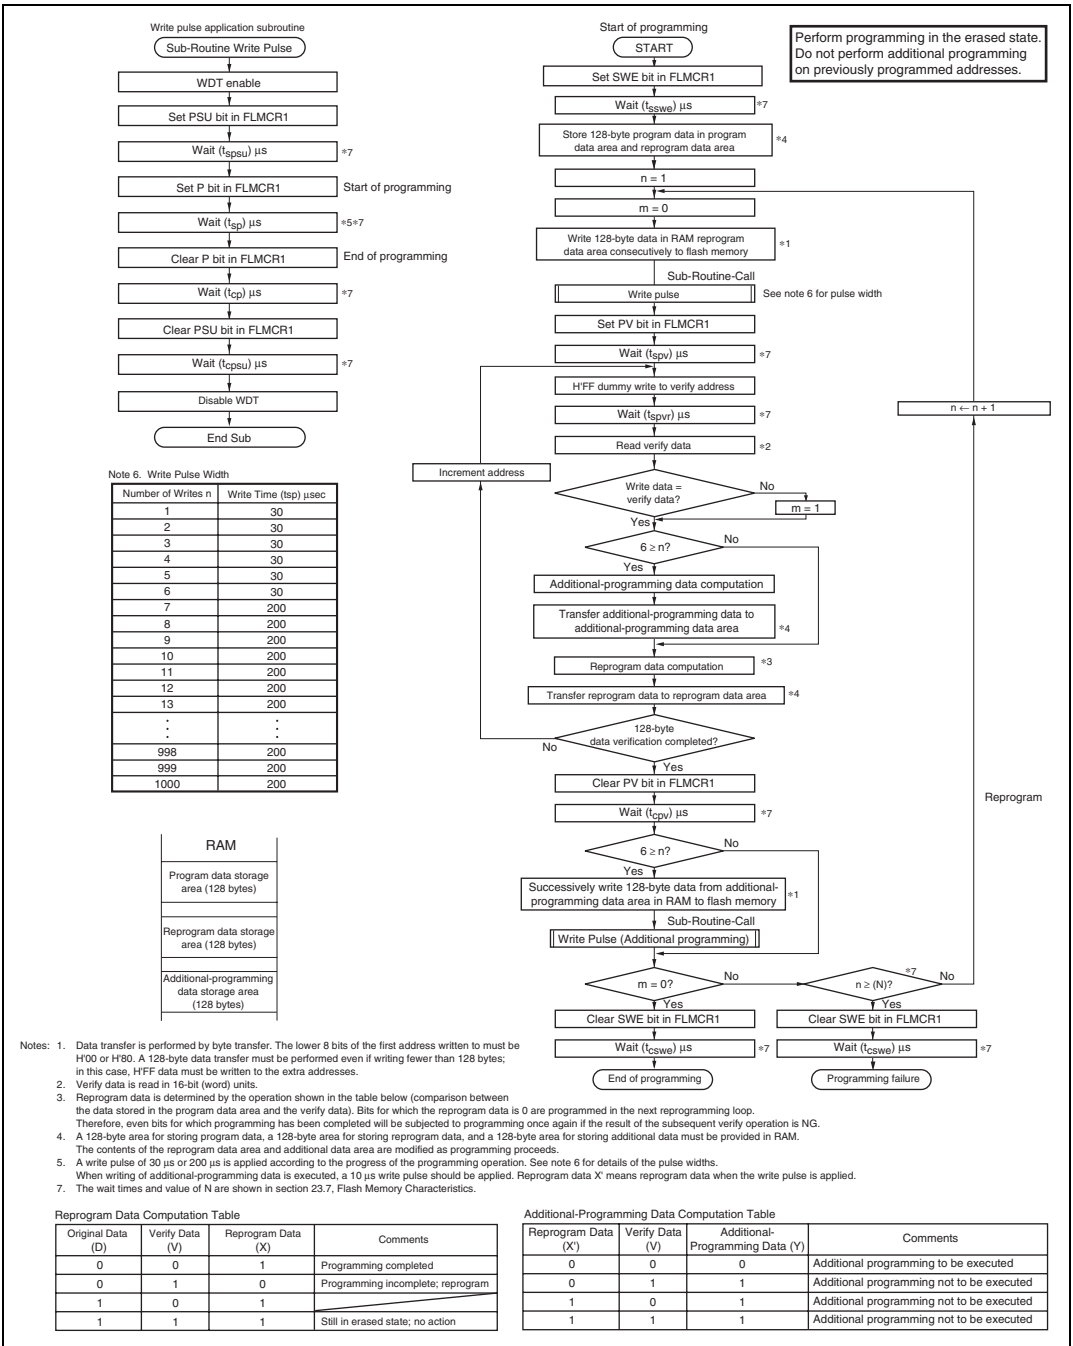 Write pulse application subroutine
Sub-Routine Write Pulse
WDT enable
Set PSU bit in FLMCR1
Wait (tspsu) μs
*7
Set P bit in FLMCR1
Start of programming
Wait (tsp) μs
*5*7
Clear P bit in FLMCR1
End of programming
Wait (tcp) μs
*7
Clear PSU bit in FLMCR1
Wait (tcpsu) μs
*7
Disable WDT
End Sub
Note 6. Write Pulse Width
Number of Writes n Write Time (tsp) μsec
1 30
2 30
3 30
4 30
5 30
6 30
7 200
8 200
9 200
10 200
11 200
12 200
13 200
998 200
999 200
1000 200
RAM
Program data storage
area (128 bytes)
Reprogram data storage
area (128 bytes)
Additional-programming
data storage area
(128 bytes)
Start of programming
START
Perform programming in the erased state.
Do not perform additional programming
on previously programmed addresses.
Set SWE bit in FLMCR1
Wait (tsswe) μs
*7
Store 128-byte program data in program
data area and reprogram data area
*4
n = 1
m = 0
Write 128-byte data in RAM reprogram
data area consecutively to flash memory
*1
Sub-Routine-Call
Write pulse
See note 6 for pulse width
Set PV bit in FLMCR1
Wait (tspv) μs
*7
H'FF dummy write to verify address
Wait (tspvr) μs
*7
Read verify data
*2
Increment address
Write data =
verify data?
No
m = 1
Yes
6 ≥ n?
No
Yes
Additional-programming data computation
Transfer additional-programming data to
additional-programming data area
*4
Reprogram data computation
*3
Transfer reprogram data to reprogram data area
*4
128-byte
data verification completed?
No
Yes
Clear PV bit in FLMCR1
Wait (tcpv) μs
*7
6 ≥ n?
No
Yes
Successively write 128-byte data from additional-
programming data area in RAM to flash memory
*1
Sub-Routine-Call
Write Pulse (Additional programming)
m = 0?
No
Yes
n ≥ (N)?
*7
No
Yes
n ← n + 1
Reprogram
Clear SWE bit in FLMCR1
Wait (tcswe) μs
*7
End of programming
Clear SWE bit in FLMCR1
Wait (tcswe) μs
*7
Programming failure
Notes: 1. Data transfer is performed by byte transfer. The lower 8 bits of the first address written to must be
H'00 or H'80. A 128-byte data transfer must be performed even if writing fewer than 128 bytes;
in this case, H'FF data must be written to the extra addresses.
2. Verify data is read in 16-bit (word) units.
3. Reprogram data is determined by the operation shown in the table below (comparison between
the data stored in the program data area and the verify data). Bits for which the reprogram data is 0 are programmed in the next reprogramming loop.
Therefore, even bits for which programming has been completed will be subjected to programming once again if the result of the subsequent verify operation is NG.
4. A 128-byte area for storing program data, a 128-byte area for storing reprogram data, and a 128-byte area for storing additional data must be provided in RAM.
The contents of the reprogram data area and additional data area are modified as programming proceeds.
5. A write pulse of 30 μs or 200 μs is applied according to the progress of the programming operation. See note 6 for details of the pulse widths.
When writing of additional-programming data is executed, a 10 μs write pulse should be applied. Reprogram data X' means reprogram data when the write pulse is applied.
7. The wait times and value of N are shown in section 23.7, Flash Memory Characteristics.
Reprogram Data Computation Table
Original Data (D) Verify Data (V) Reprogram Data (X) Comments
0 0 1 Programming completed
0 1 0 Programming incomplete; reprogram
1 0 1
1 1 1 Still in erased state; no action
Additional-Programming Data Computation Table
Reprogram Data (X') Verify Data (V) Additional-Programming Data (Y) Comments
0 0 0 Additional programming to be executed
0 1 1 Additional programming not to be executed
1 0 1 Additional programming not to be executed
1 1 1 Additional programming not to be executed